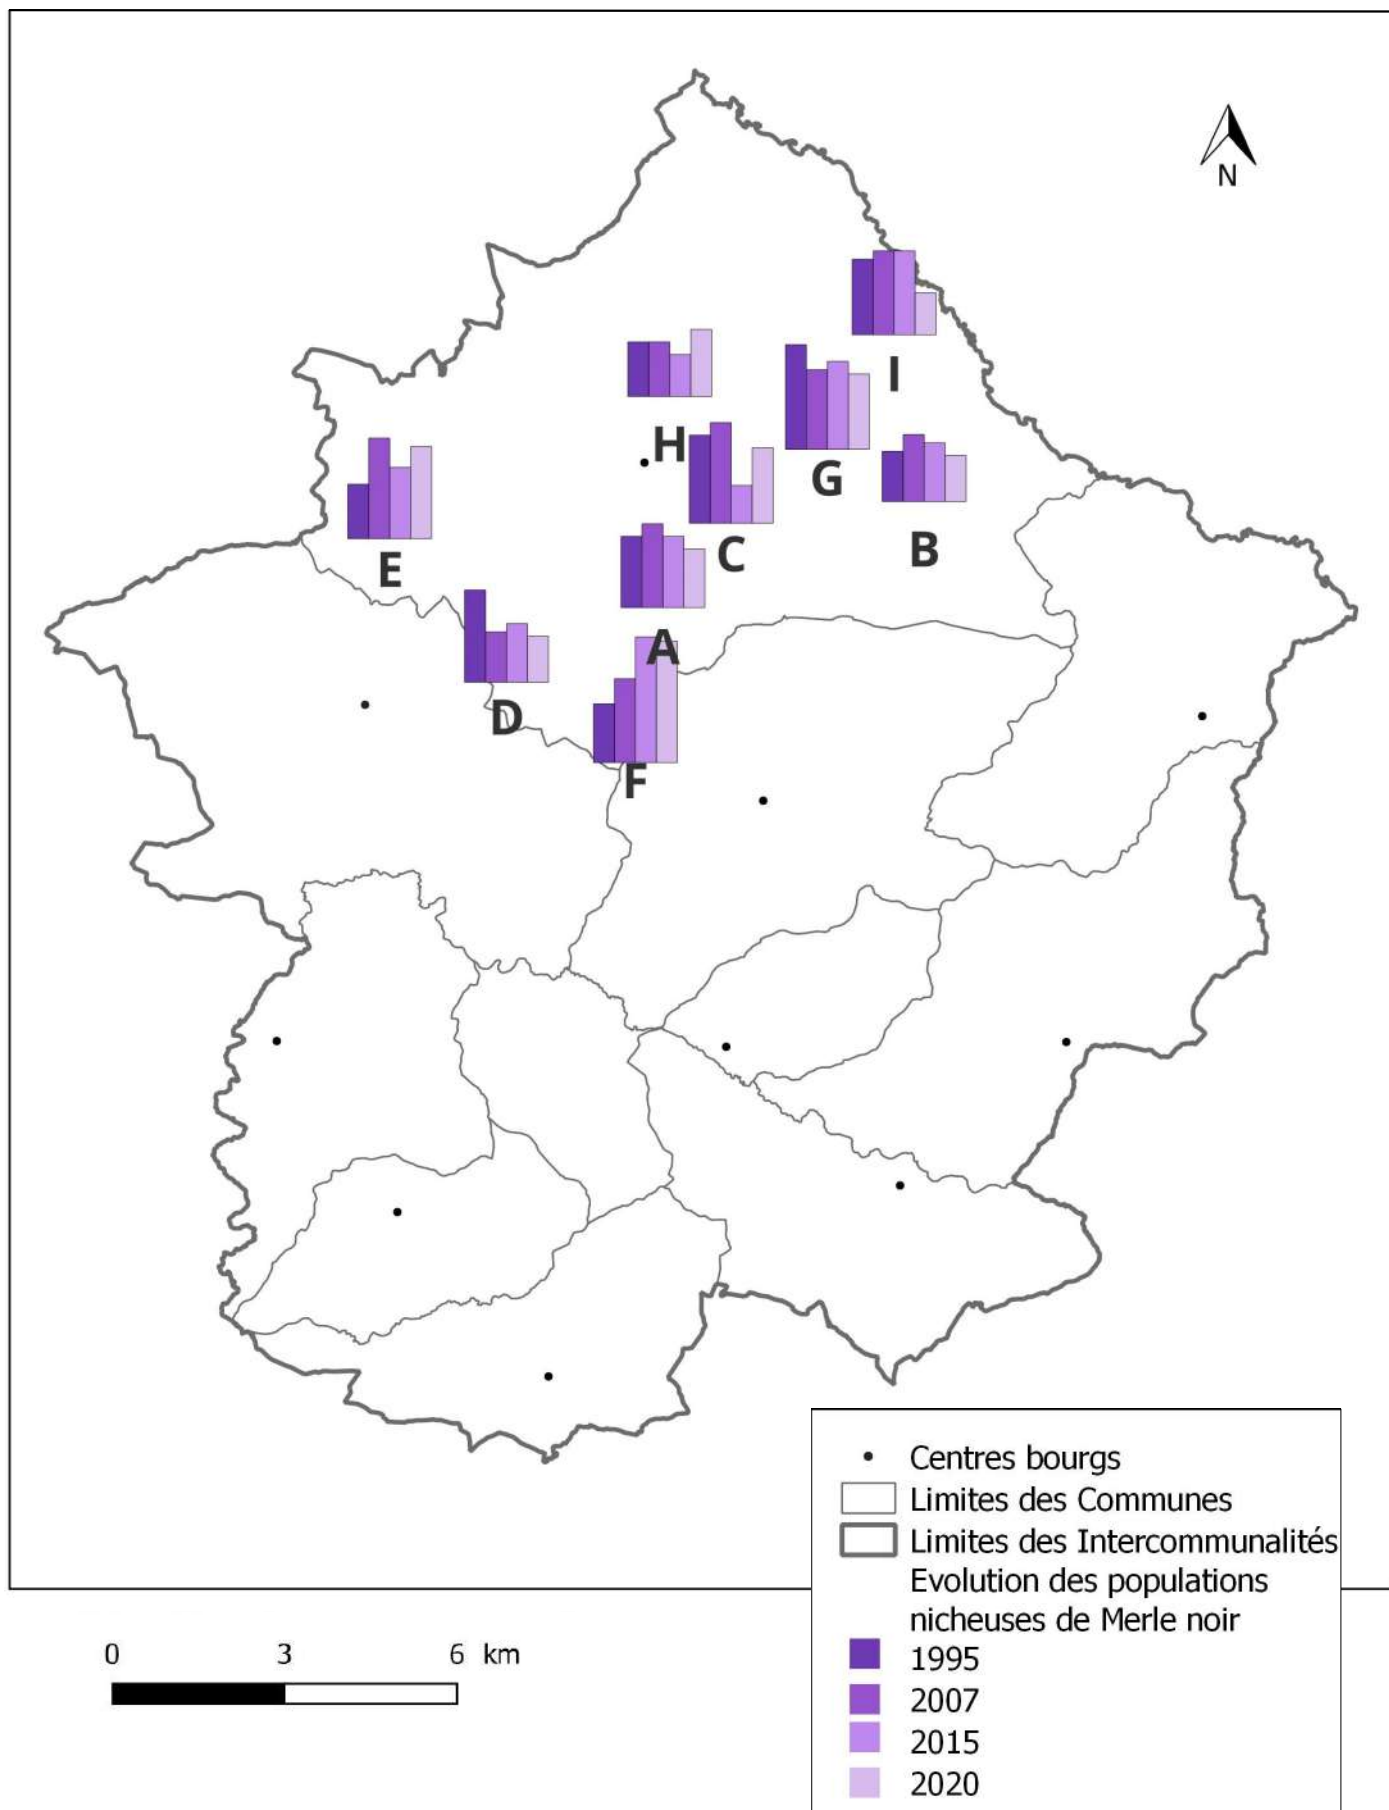 N
I
H
G
C
B
E
A
D
F
Centres bourgs
Limites des Communes
Limites des Intercommunalités
Evolution des populations
nicheuses de Merle noir
1995
2007
2015
2020
0 3 6 km